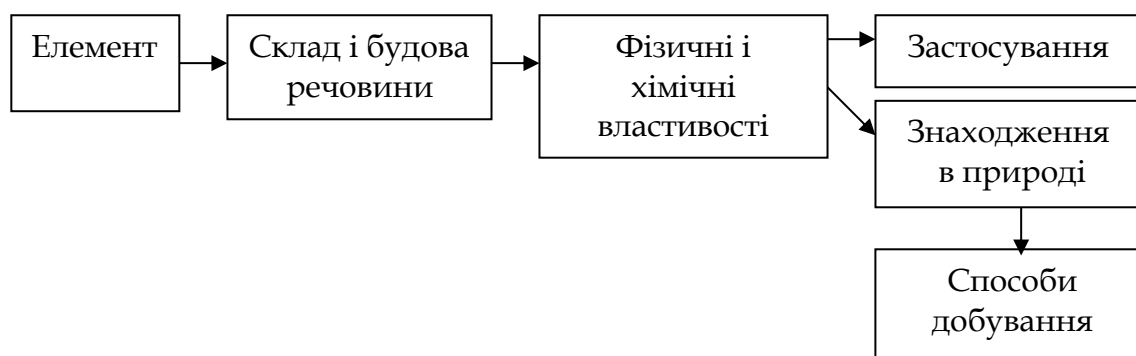 Елемент
Склад і будова
речовини
Фізичні і
хімічні
властивості
Застосування
Знаходження
в природі
Способи
добування